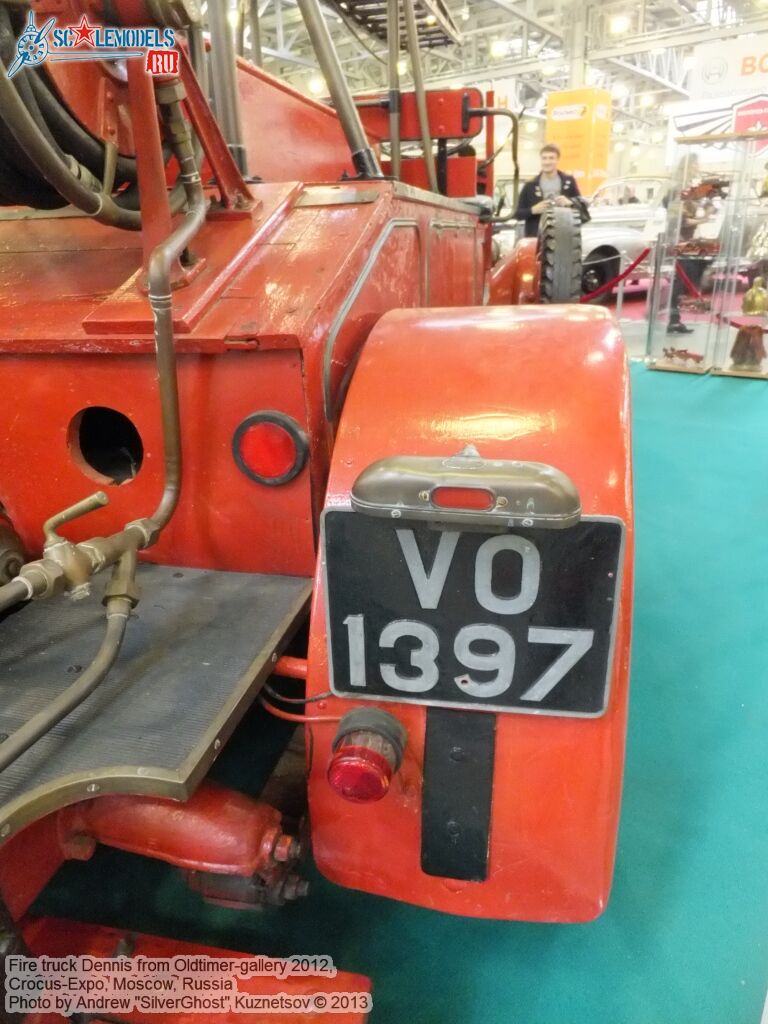 SCALEMODELS
RU
BO
VO
1397
Fire truck Dennis from Oldtimer-gallery 2012,
Crocus-Expo, Moscow, Russia
Photo by Andrew "SilverGhost" Kuznetsov © 2013